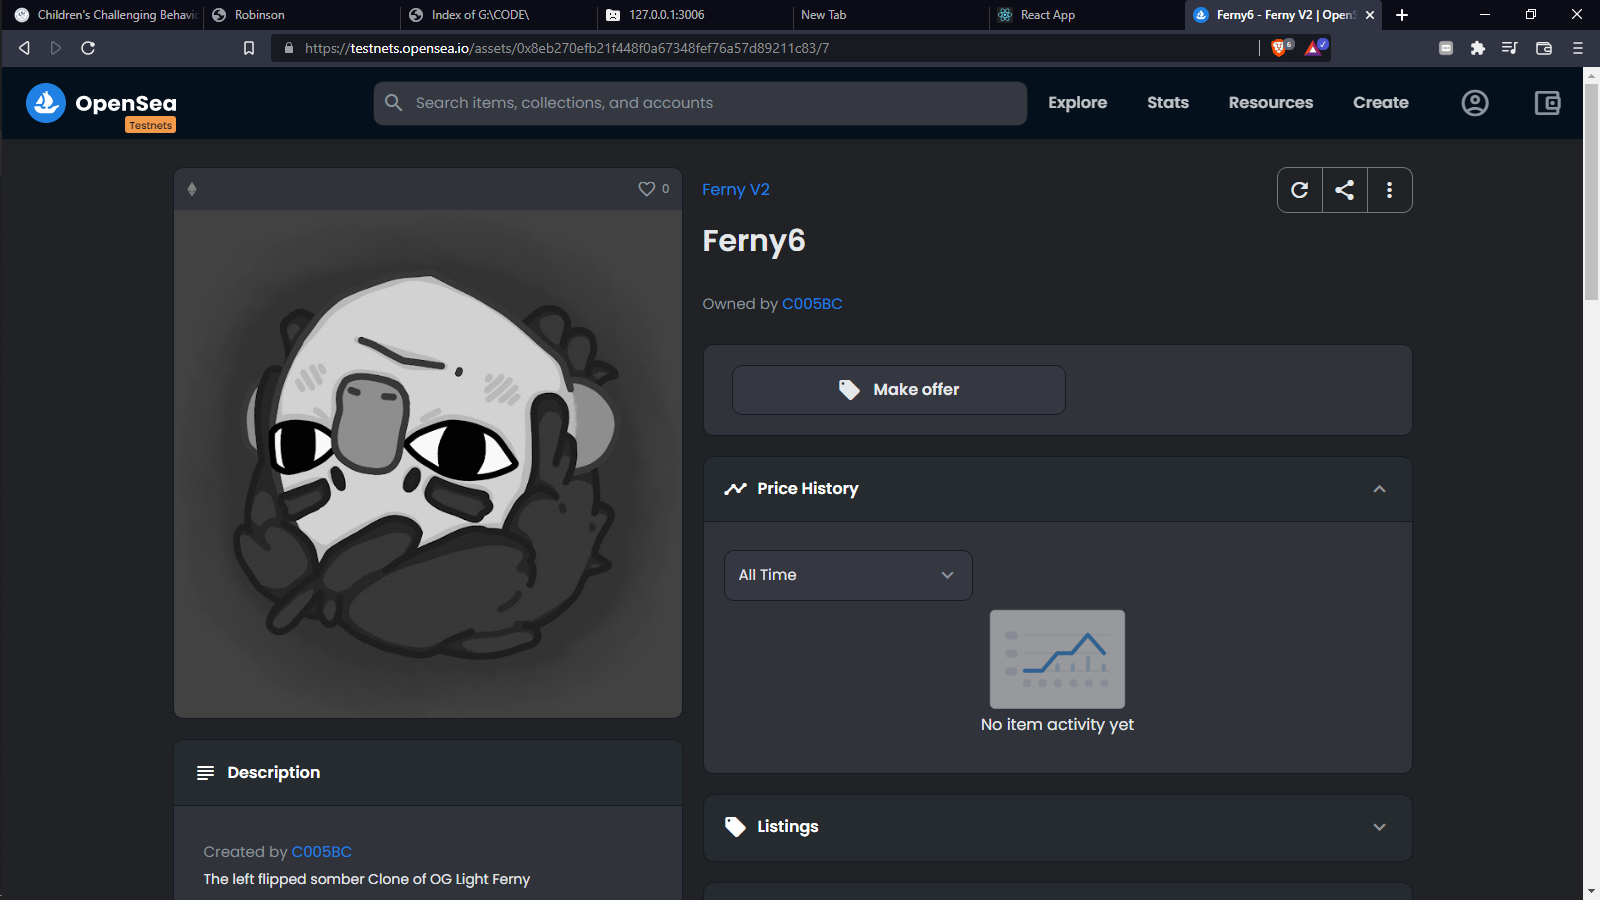 Children's Challenging Behavi
Robinson
Index of G:\CODE\
127.0.0.1:3006
New Tab
React App
Ferny6 - Ferny V2 | OpenS
https://testnets.opensea.io/assets/0x8eb270efb21f448f0a67348fef76a57d89211c83/7
6
OpenSea
Testnets
Search items, collections, and accounts
Explore
Stats
Resources
Create
0
Ferny V2
Ferny6
Owned by C005BC
Make offer
Price History
All Time
No item activity yet
Description
Listings
Created by C005BC
The left flipped somber Clone of OG Light Ferny